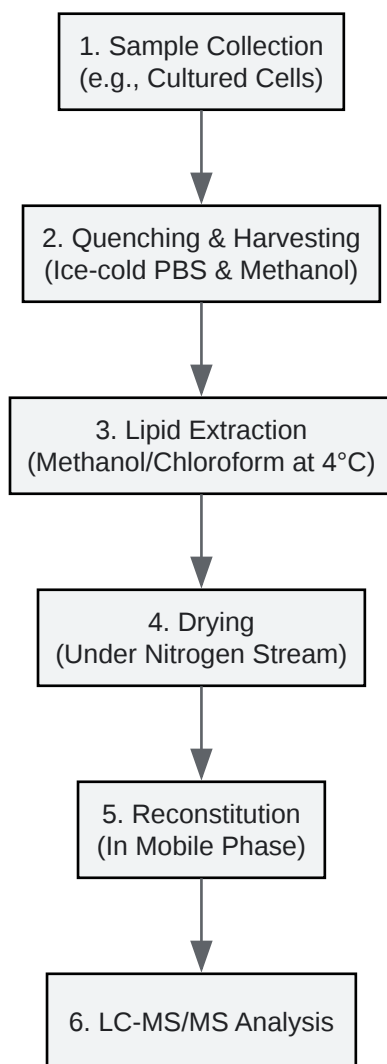 1. Sample Collection
(e.g., Cultured Cells)
2. Quenching & Harvesting
(Ice-cold PBS & Methanol)
3. Lipid Extraction
(Methanol/Chloroform at 4°C)
4. Drying
(Under Nitrogen Stream)
5. Reconstitution
(In Mobile Phase)
6. LC-MS/MS Analysis